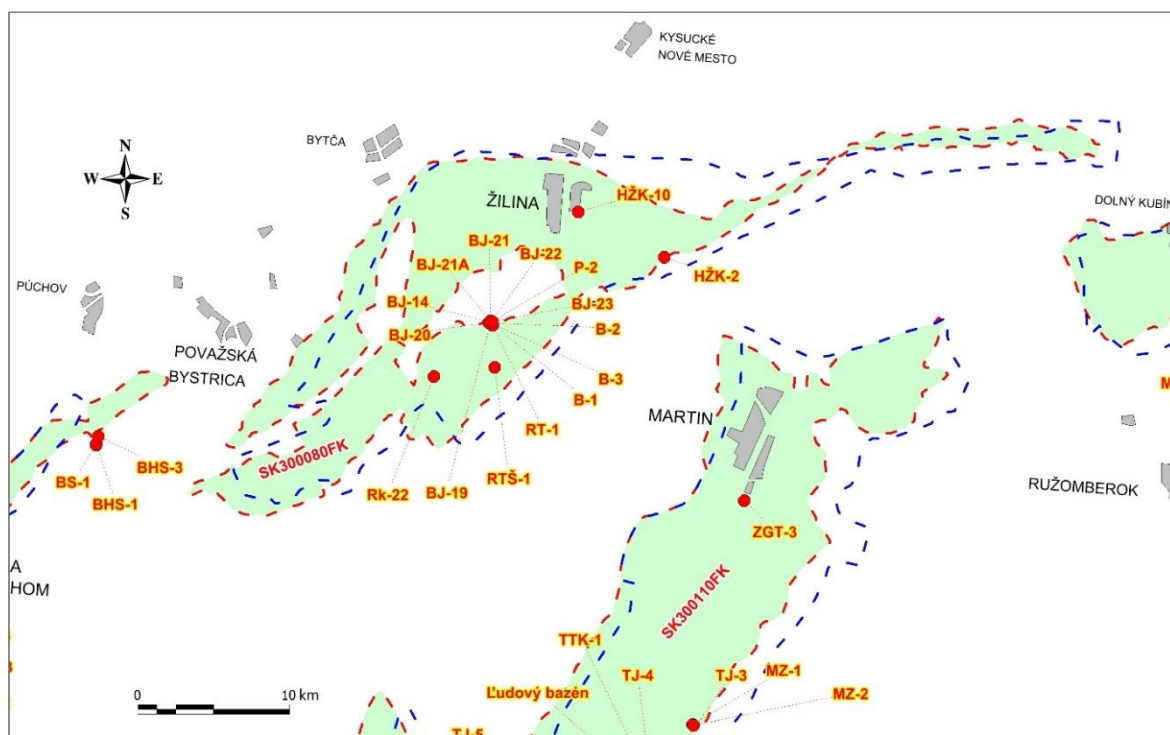 KYSUCKÉ
NOVÉ MESTO
BYTČA
N
W E
S
ŽILINA
HŽK-10
DOLNÝ KUBÍN
BJ-21
BJ-22
BJ-21A
P-2
HŽK-2
PÚCHOV
BJ-14
BJ-23
BJ-20
B-2
POVAŽSKÁ
BYSTRICA
B-3
B-1
MARTIN
RT-1
SK300080FK
BHS-3
BS-1
BHS-1
Rk-22
BJ-19
RTŠ-1
RUŽOMBEROK
ZGT-3
A
HOM
SK300110FK
TTK-1
TJ-4
TJ-3
MZ-1
MZ-2
Ľudový bazén
0 10 km
TJ-5